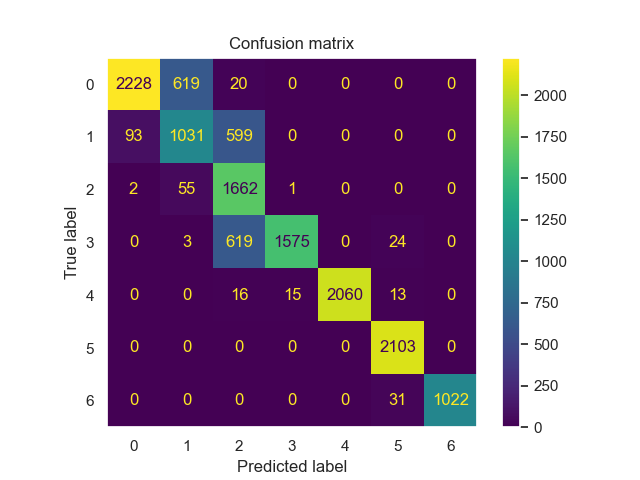 Confusion matrix
True label
0 2228 619 20 0 0 0 0
1 93 1031 599 0 0 0 0
2 2 55 1662 1 0 0 0
3 0 3 619 1575 0 24 0
4 0 0 16 15 2060 13 0
5 0 0 0 0 0 2103 0
6 0 0 0 0 0 31 1022
0 1 2 3 4 5 6
Predicted label
2000
1750
1500
1250
1000
750
500
250
0